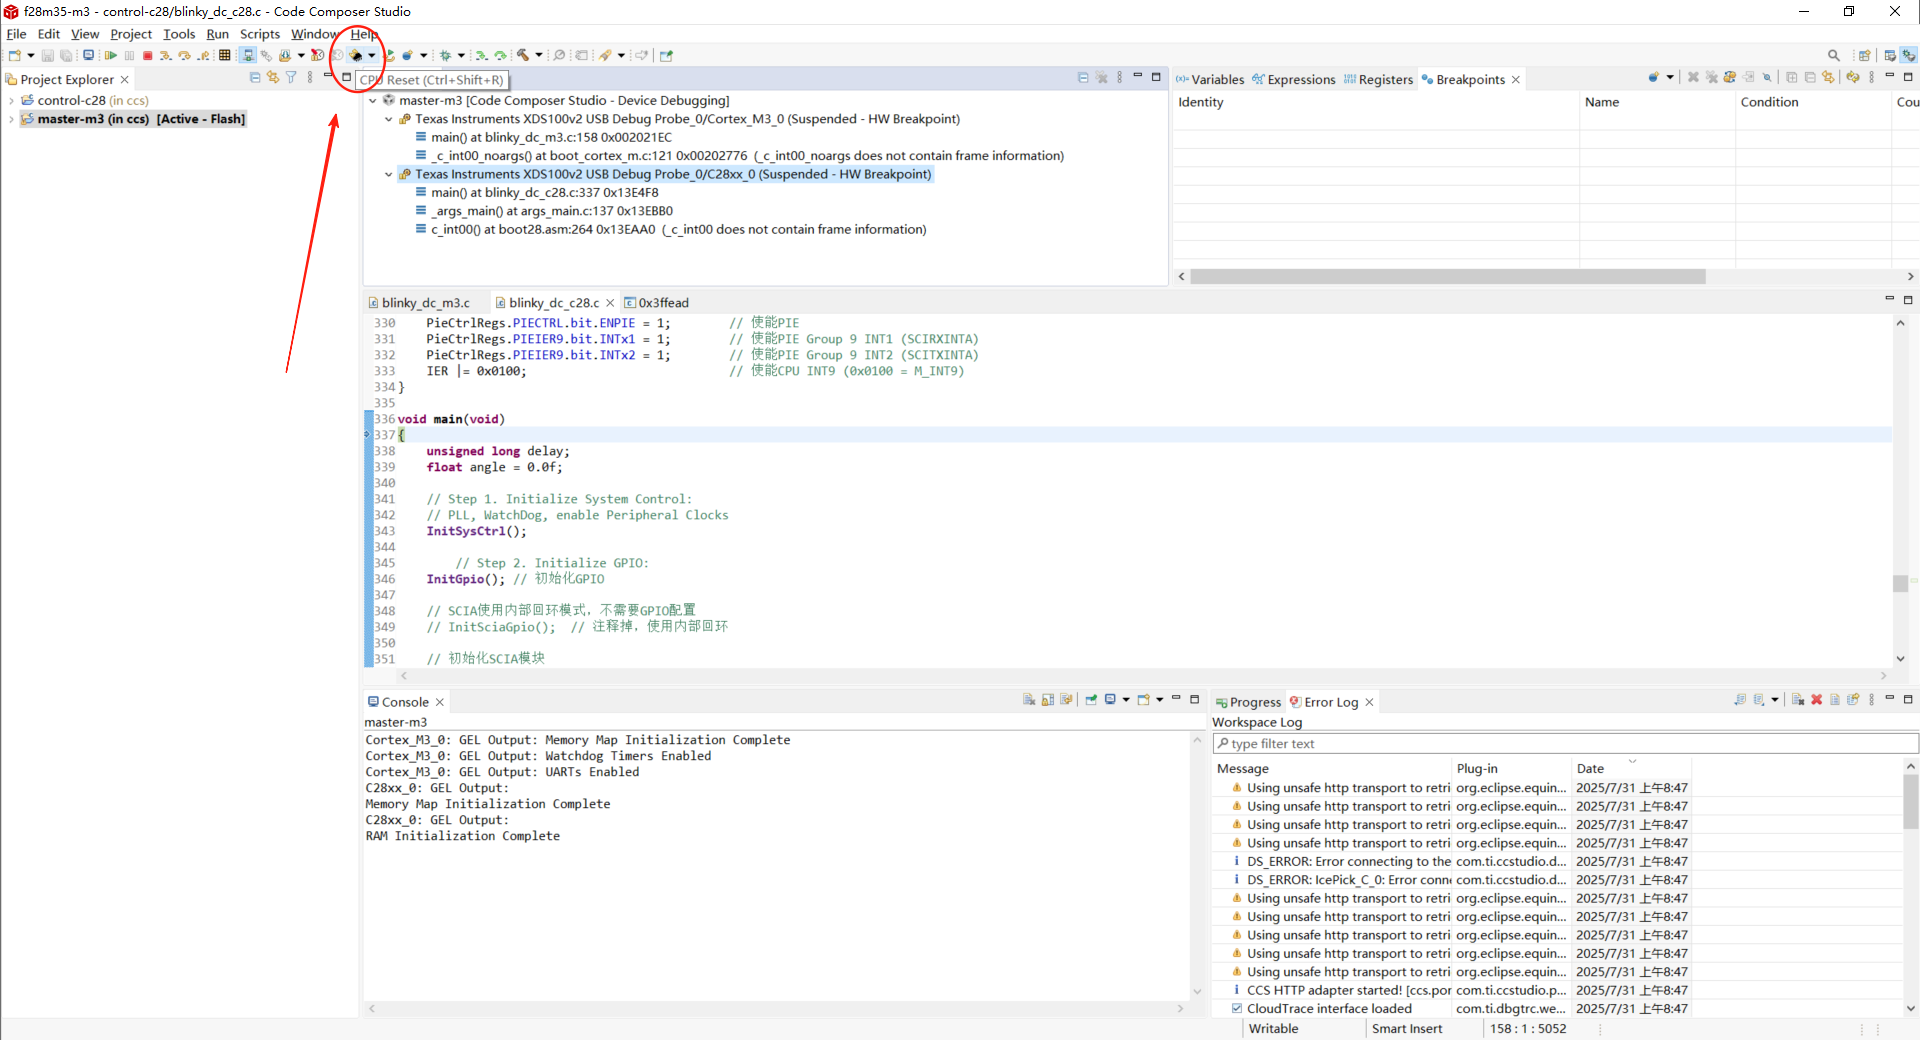 f28m35-m3 - control-c28/blinky_dc_c28.c - Code Composer Studio
File Edit View Project Tools Run Scripts Window Help
CPU Reset (Ctrl+Shift+R)
Project Explorer
control-c28 (in ccs)
master-m3 (in ccs) [Active - Flash]
master-m3 [Code Composer Studio - Device Debugging]
Texas Instruments XDS100v2 USB Debug Probe_0/Cortex_M3_0 (Suspended - HW Breakpoint)
main() at blinky_dc_m3.c:158 0x002021EC
_c_int00_noargs() at boot_cortex_m.c:121 0x00202776 (_c_int00_noargs does not contain frame information)
Texas Instruments XDS100v2 USB Debug Probe_0/C28xx_0 (Suspended - HW Breakpoint)
main() at blinky_dc_c28.c:337 0x13E4F8
_args_main() at args_main.c:137 0x13EBB0
c_int00() at boot28.asm:264 0x13EAA0 (_c_int00 does not contain frame information)
Variables Expressions Registers Breakpoints
Identity Name Condition Cou
blinky_dc_m3.c blinky_dc_c28.c 0x3ffead
330 PieCtrlRegs.PIECTRL.bit.ENPIE = 1; // 使能PIE
331 PieCtrlRegs.PIEIER9.bit.INTx1 = 1; // 使能PIE Group 9 INT1 (SCIRXINTA)
332 PieCtrlRegs.PIEIER9.bit.INTx2 = 1; // 使能PIE Group 9 INT2 (SCITXINTA)
333 IER |= 0x0100; // 使能CPU INT9 (0x0100 = M_INT9)
334 }
335
336 void main(void)
337 {
338 unsigned long delay;
339 float angle = 0.0f;
340
341 // Step 1. Initialize System Control:
342 // PLL, WatchDog, enable Peripheral Clocks
343 InitSysCtrl();
344
345 // Step 2. Initialize GPIO:
346 InitGpio(); // 初始化GPIO
347
348 // SCIA使用内部回环模式，不需要GPIO配置
349 // InitSciaGpio(); // 注释掉，使用内部回环
350
351 // 初始化SCIA模块
Console
master-m3
Cortex_M3_0: GEL Output: Memory Map Initialization Complete
Cortex_M3_0: GEL Output: Watchdog Timers Enabled
Cortex_M3_0: GEL Output: UARTs Enabled
C28xx_0: GEL Output:
Memory Map Initialization Complete
C28xx_0: GEL Output:
RAM Initialization Complete
Progress Error Log
Workspace Log
type filter text
Message Plug-in Date
Using unsafe http transport to retri org.eclipse.equin... 2025/7/31 上午8:47
Using unsafe http transport to retri org.eclipse.equin... 2025/7/31 上午8:47
Using unsafe http transport to retri org.eclipse.equin... 2025/7/31 上午8:47
Using unsafe http transport to retri org.eclipse.equin... 2025/7/31 上午8:47
DS_ERROR: Error connecting to the com.ti.ccstudio.d... 2025/7/31 上午8:47
DS_ERROR: IcePick_C_0: Error conn com.ti.ccstudio.d... 2025/7/31 上午8:47
Using unsafe http transport to retri org.eclipse.equin... 2025/7/31 上午8:47
Using unsafe http transport to retri org.eclipse.equin... 2025/7/31 上午8:47
Using unsafe http transport to retri org.eclipse.equin... 2025/7/31 上午8:47
Using unsafe http transport to retri org.eclipse.equin... 2025/7/31 上午8:47
Using unsafe http transport to retri org.eclipse.equin... 2025/7/31 上午8:47
CCS HTTP adapter started! [ccs.por com.ti.ccstudio.p... 2025/7/31 上午8:47
CloudTrace interface loaded com.ti.dbgtrc.we... 2025/7/31 上午8:47
Writable Smart Insert 158 : 1 : 5052